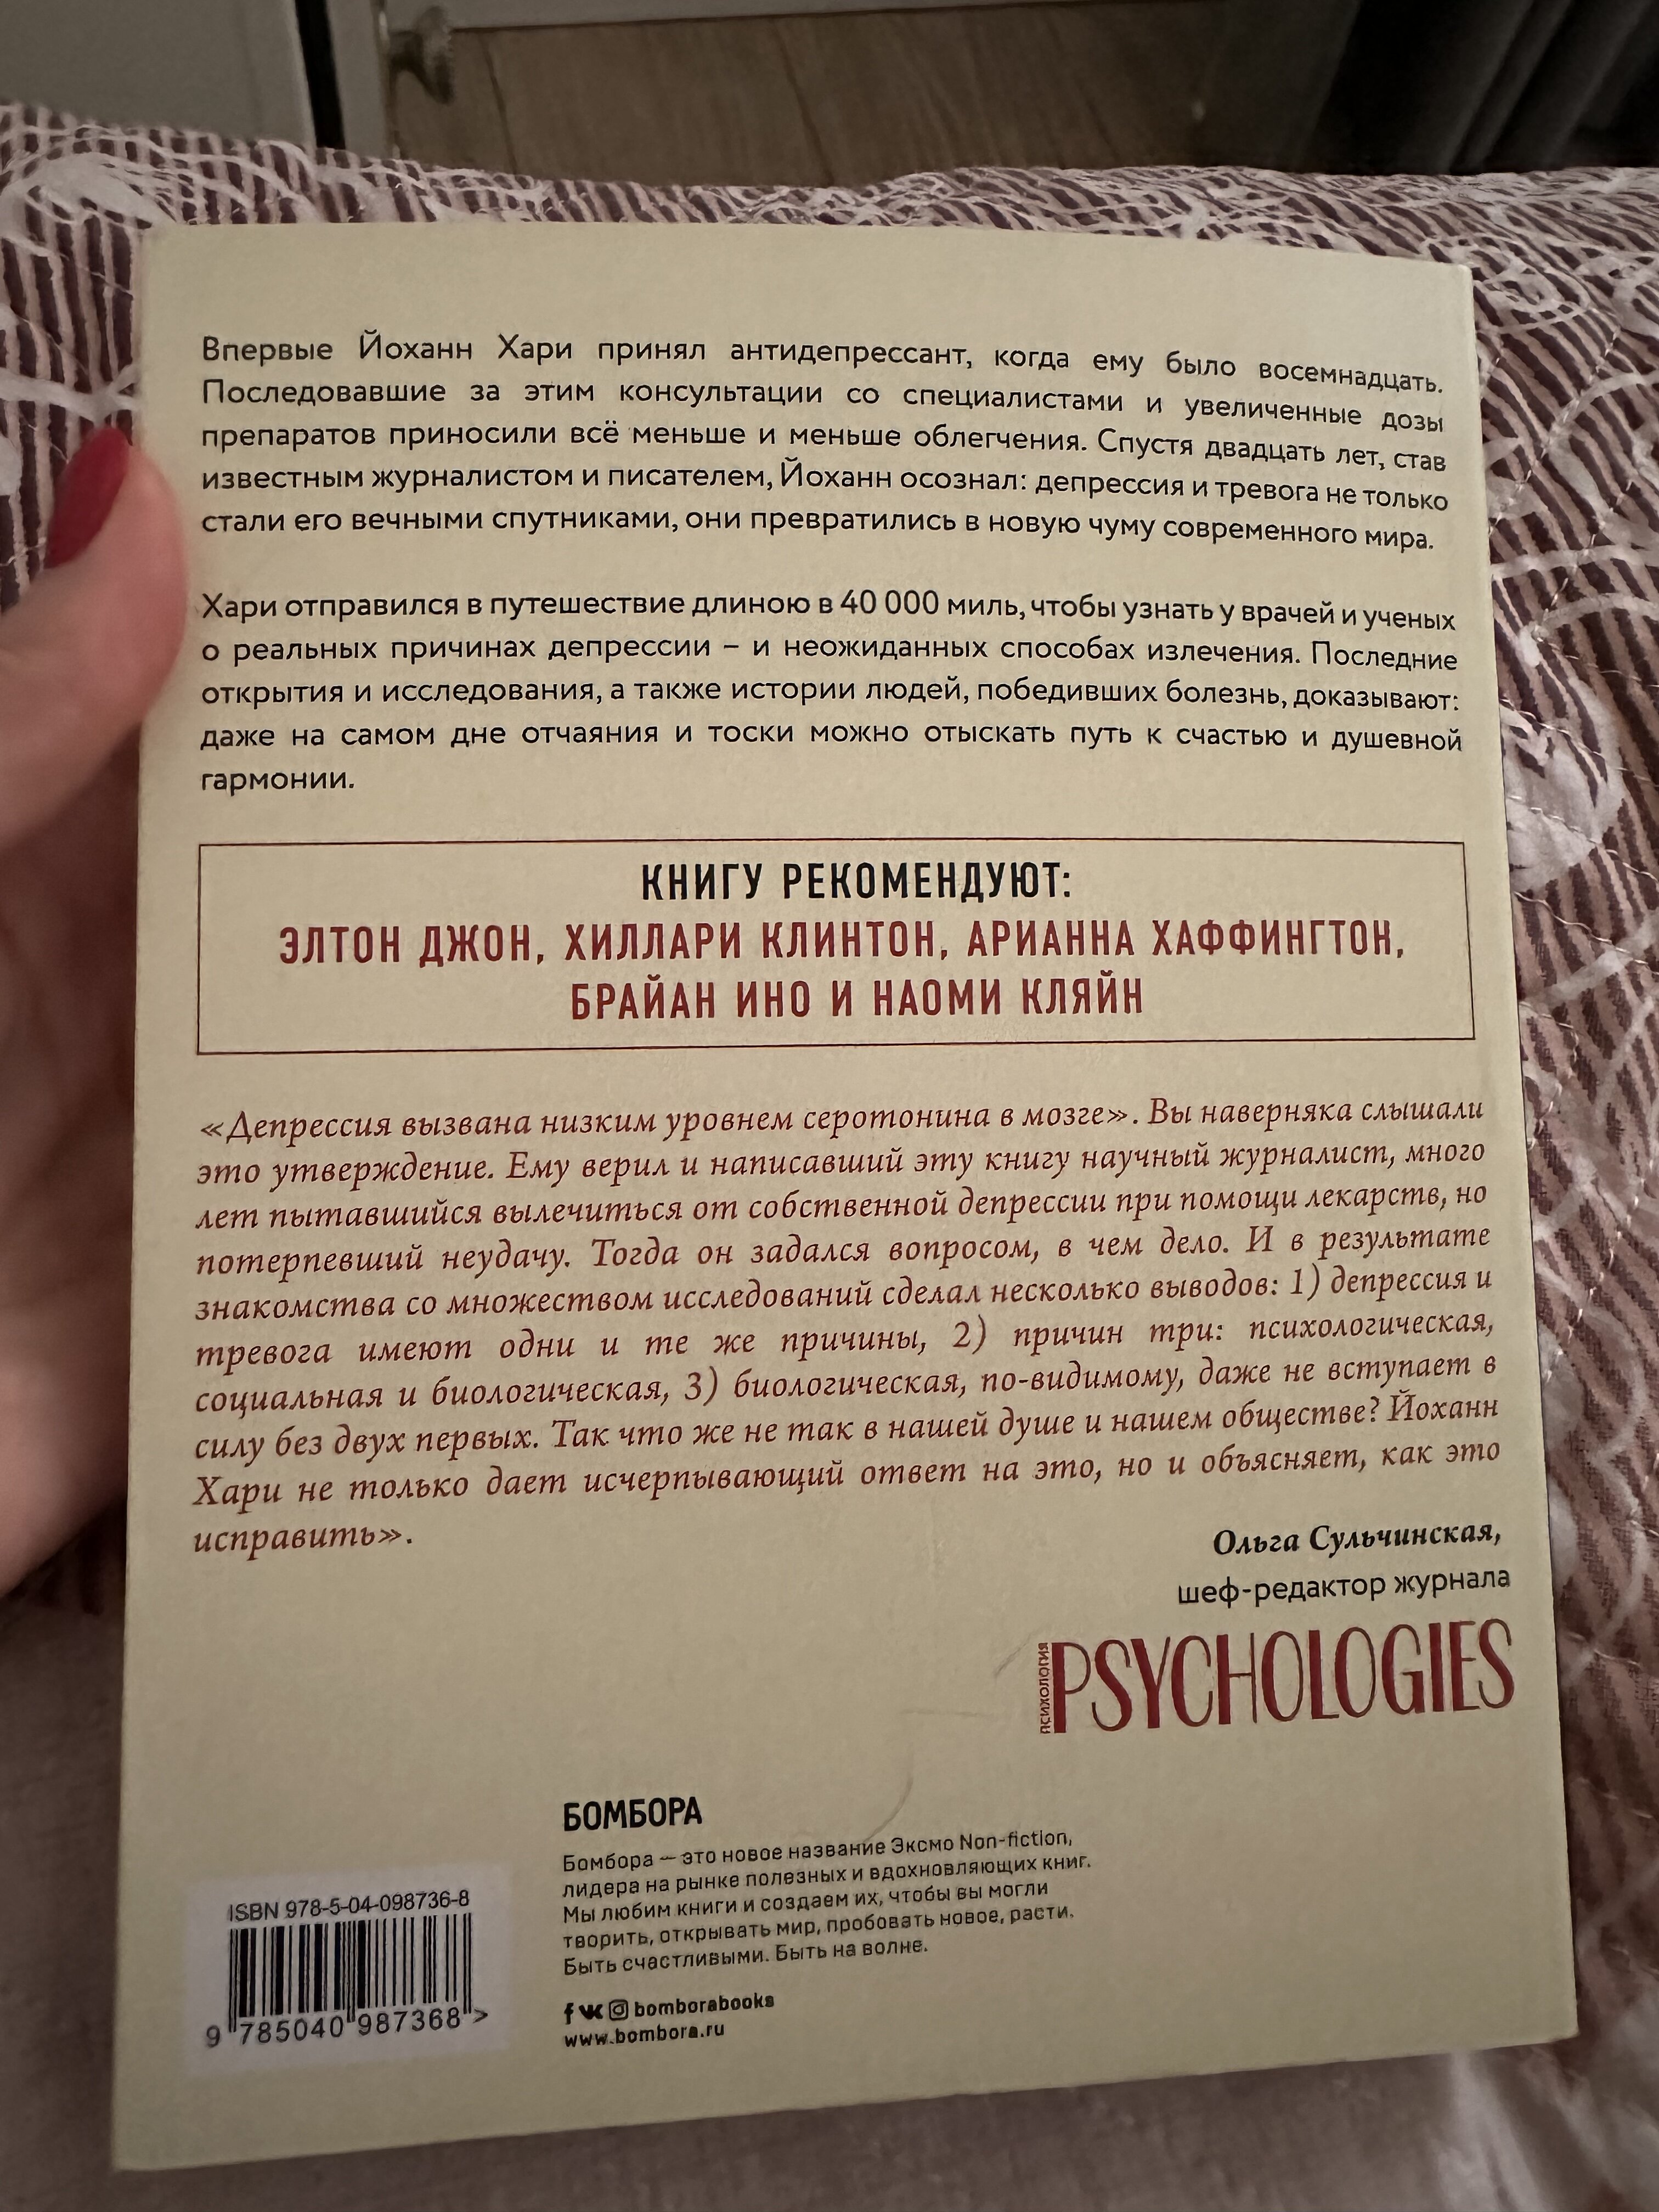 Впервые Йоханн Хари принял антидепрессант, когда ему было восемнадцать.
Последовавшие за этим консультации со специалистами и увеличенные дозы
препаратов приносили всё меньше и меньше облегчения. Спустя двадцать лет, став
известным журналистом и писателем, Йоханн осознал: депрессия и тревога не только
стали его вечными спутниками, они превратились в новую чуму современного мира.
Хари отправился в путешествие длиною в 40 000 миль, чтобы узнать у врачей и ученых
о реальных причинах депрессии – и неожиданных способах излечения. Последние
открытия и исследования, а также истории людей, победивших болезнь, доказывают:
даже на самом дне отчаяния и тоски можно отыскать путь к счастью и душевной
гармонии.
КНИГУ РЕКОМЕНДУЮТ:
ЭЛТОН ДЖОН, ХИЛЛАРИ КЛИНТОН, АРИАННА ХАФФИНГТОН,
БРАЙАН ИНО И НАОМИ КЛЯЙН
«Депрессия вызвана низким уровнем серотонина в мозге». Вы наверняка слышали
это утверждение. Ему верил и написавший эту книгу научный журналист, много
лет пытавшийся вылечиться от собственной депрессии при помощи лекарств, но
потерпевший неудачу. Тогда он задался вопросом, в чем дело. И в результате
знакомства со множеством исследований сделал несколько выводов: 1) депрессия и
тревога имеют одни и те же причины, 2) причин три: психологическая,
социальная и биологическая, 3) биологическая, по-видимому, даже не вступает в
силу без двух первых. Так что же не так в нашей душе и нашем обществе? Йоханн
Хари не только дает исчерпывающий ответ на это, но и объясняет, как это
исправить».
Ольга Сульчинская,
шеф-редактор журнала
ПСИХОЛОГИЯ
PSYCHOLOGIES
БОМБОРА
Бомбора – это новое название Эксмо Non-fiction,
лидера на рынке полезных и вдохновляющих книг.
Мы любим книги и создаем их, чтобы вы могли
творить, открывать мир, пробовать новое, расти.
Быть счастливыми. Быть на волне.
bomborabooks
www.bombora.ru
ISBN 978-5-04-098736-8
9 785040 987368 >